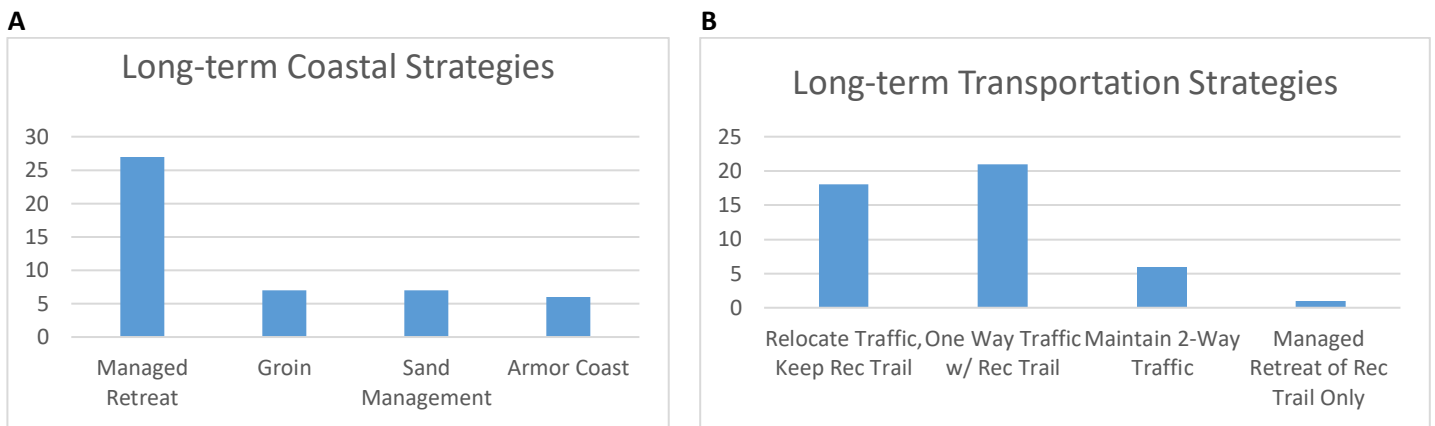 A
Long-term Coastal Strategies
30
25
20
15
10
5
0
Managed
Retreat
Groin
Sand
Management
Armor Coast
B
Long-term Transportation Strategies
25
20
15
10
5
0
Relocate Traffic,
Keep Rec Trail
One Way Traffic
w/ Rec Trail
Maintain 2-Way
Traffic
Managed
Retreat of Rec
Trail Only